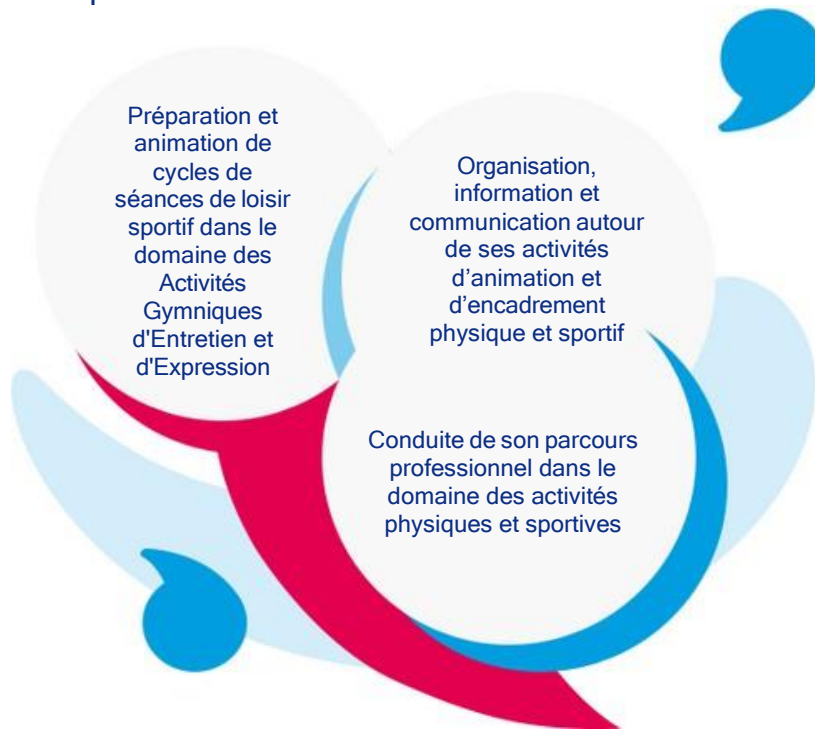 Préparation et
animation de
cycles de
séances de loisir
sportif dans le
domaine des
Activités
Gymniques
d'Entretien et
d'Expression
Organisation,
information et
communication autour
de ses activités
d’animation et
d’encadrement
physique et sportif
Conduite de son parcours
professionnel dans le
domaine des activités
physiques et sportives